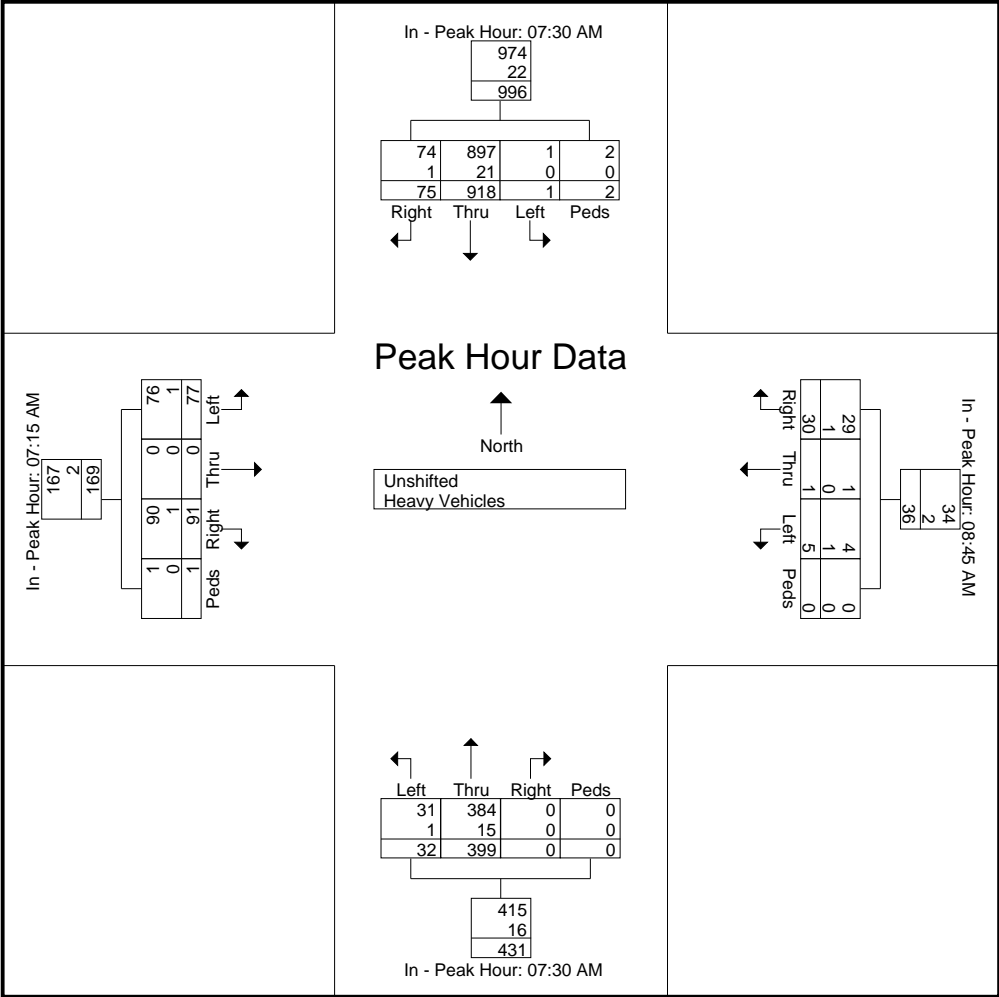 In - Peak Hour: 07:30 AM
974
22
996
74 897 1 2
1 21 0 0
75 918 1 2
Right Thru Left Peds
Peak Hour Data
North
Unshifted
Heavy Vehicles
In - Peak Hour: 07:15 AM
167
2
169
76 0 90 1
1 0 1 0
77 0 91 1
Left Thru Right Peds
Right Thru Left Peds
30 1 5 0
1 0 1 0
29 1 4 0
In - Peak Hour: 08:45 AM
34
2
36
Left Thru Right Peds
31 384 0 0
1 15 0 0
32 399 0 0
415
16
431
In - Peak Hour: 07:30 AM